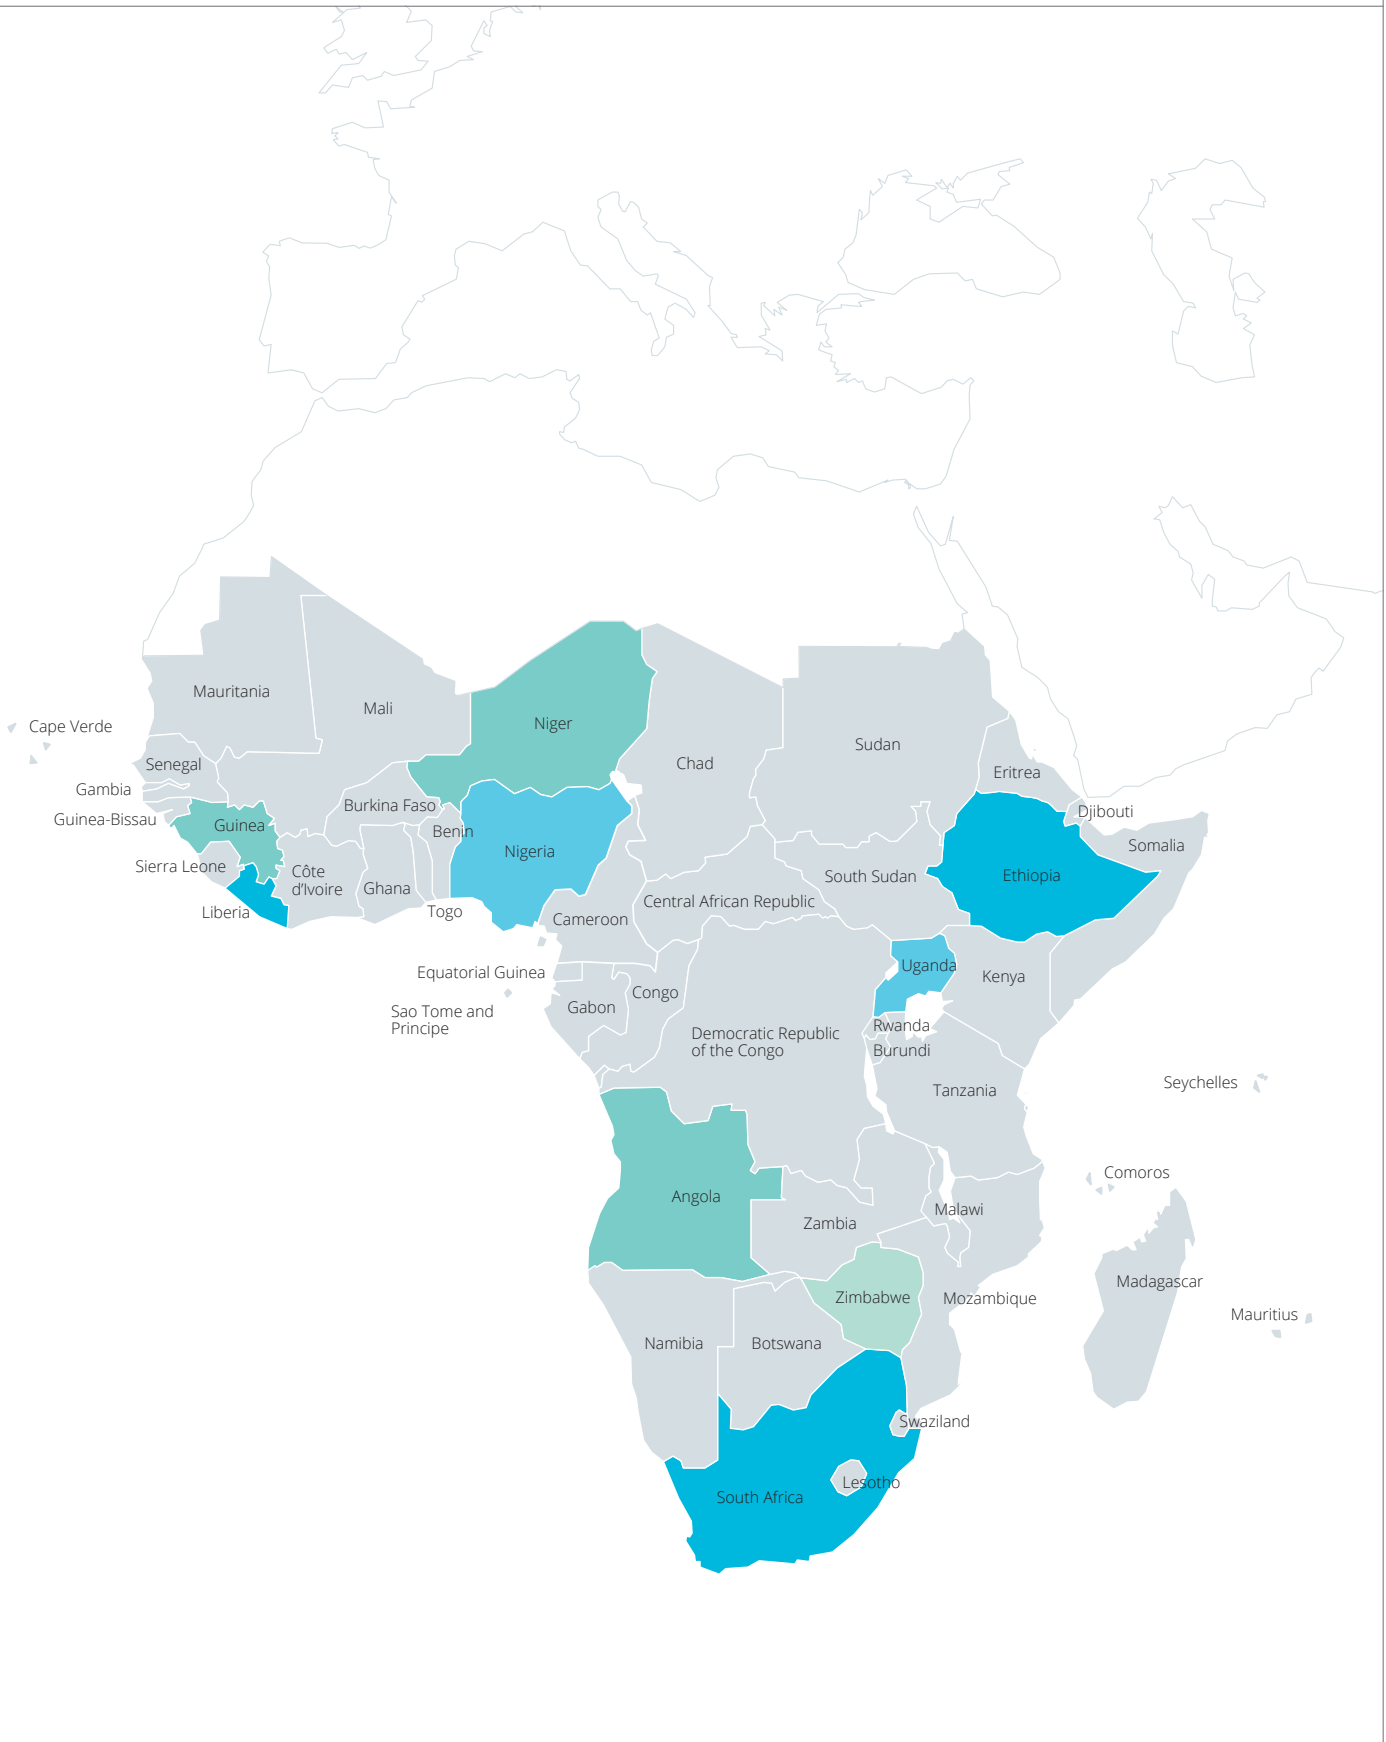 Mauritania
Mali
Niger
Cape Verde
Chad
Sudan
Senegal
Eritrea
Gambia
Burkina Faso
Djibouti
Guinea-Bissau
Guinea
Benin
Nigeria
Somalia
Sierra Leone
Côte
d’Ivoire
Ghana
South Sudan
Ethiopia
Central African Republic
Liberia
Togo
Cameroon
Uganda
Equatorial Guinea
Kenya
Congo
Gabon
Sao Tome and
Principe
Rwanda
Democratic Republic
of the Congo
Burundi
Seychelles
Tanzania
Comoros
Angola
Malawi
Zambia
Madagascar
Zimbabwe
Mozambique
Mauritius
Namibia
Botswana
Swaziland
Lesotho
South Africa